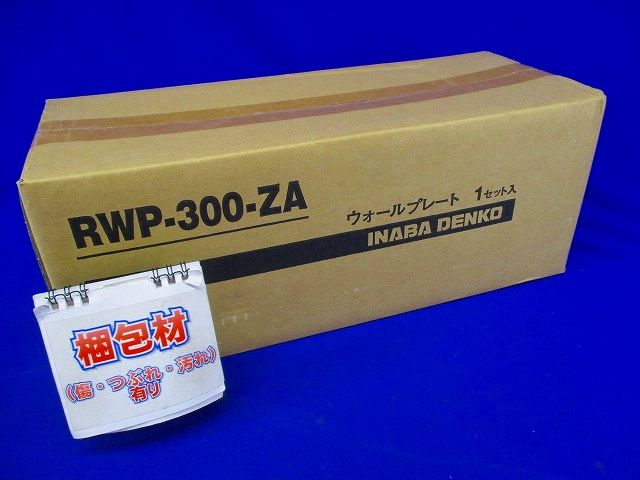 RWP-300-ZA
ウォールプレート 1セット入
INABA DENKO
梱包材
(傷・つぶれ・汚れ)
有り